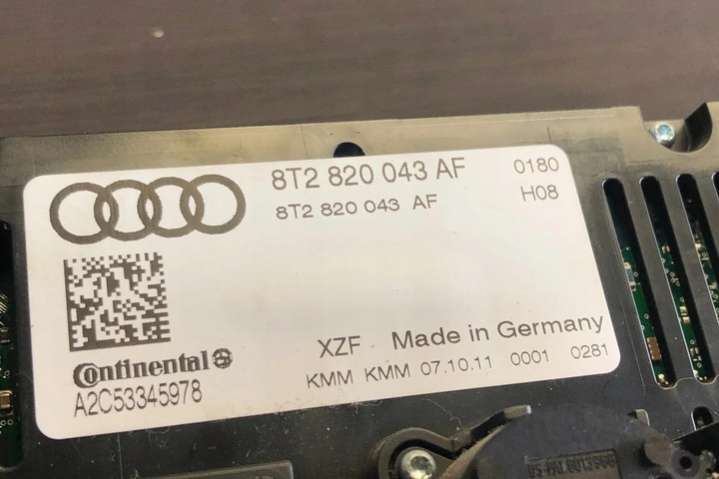 8T2 820 043 AF 0180
8T2 820 043 AF H08
Continental
A2C53345978
XZF Made in Germany
KMM KMM 07.10.11 0001 0281